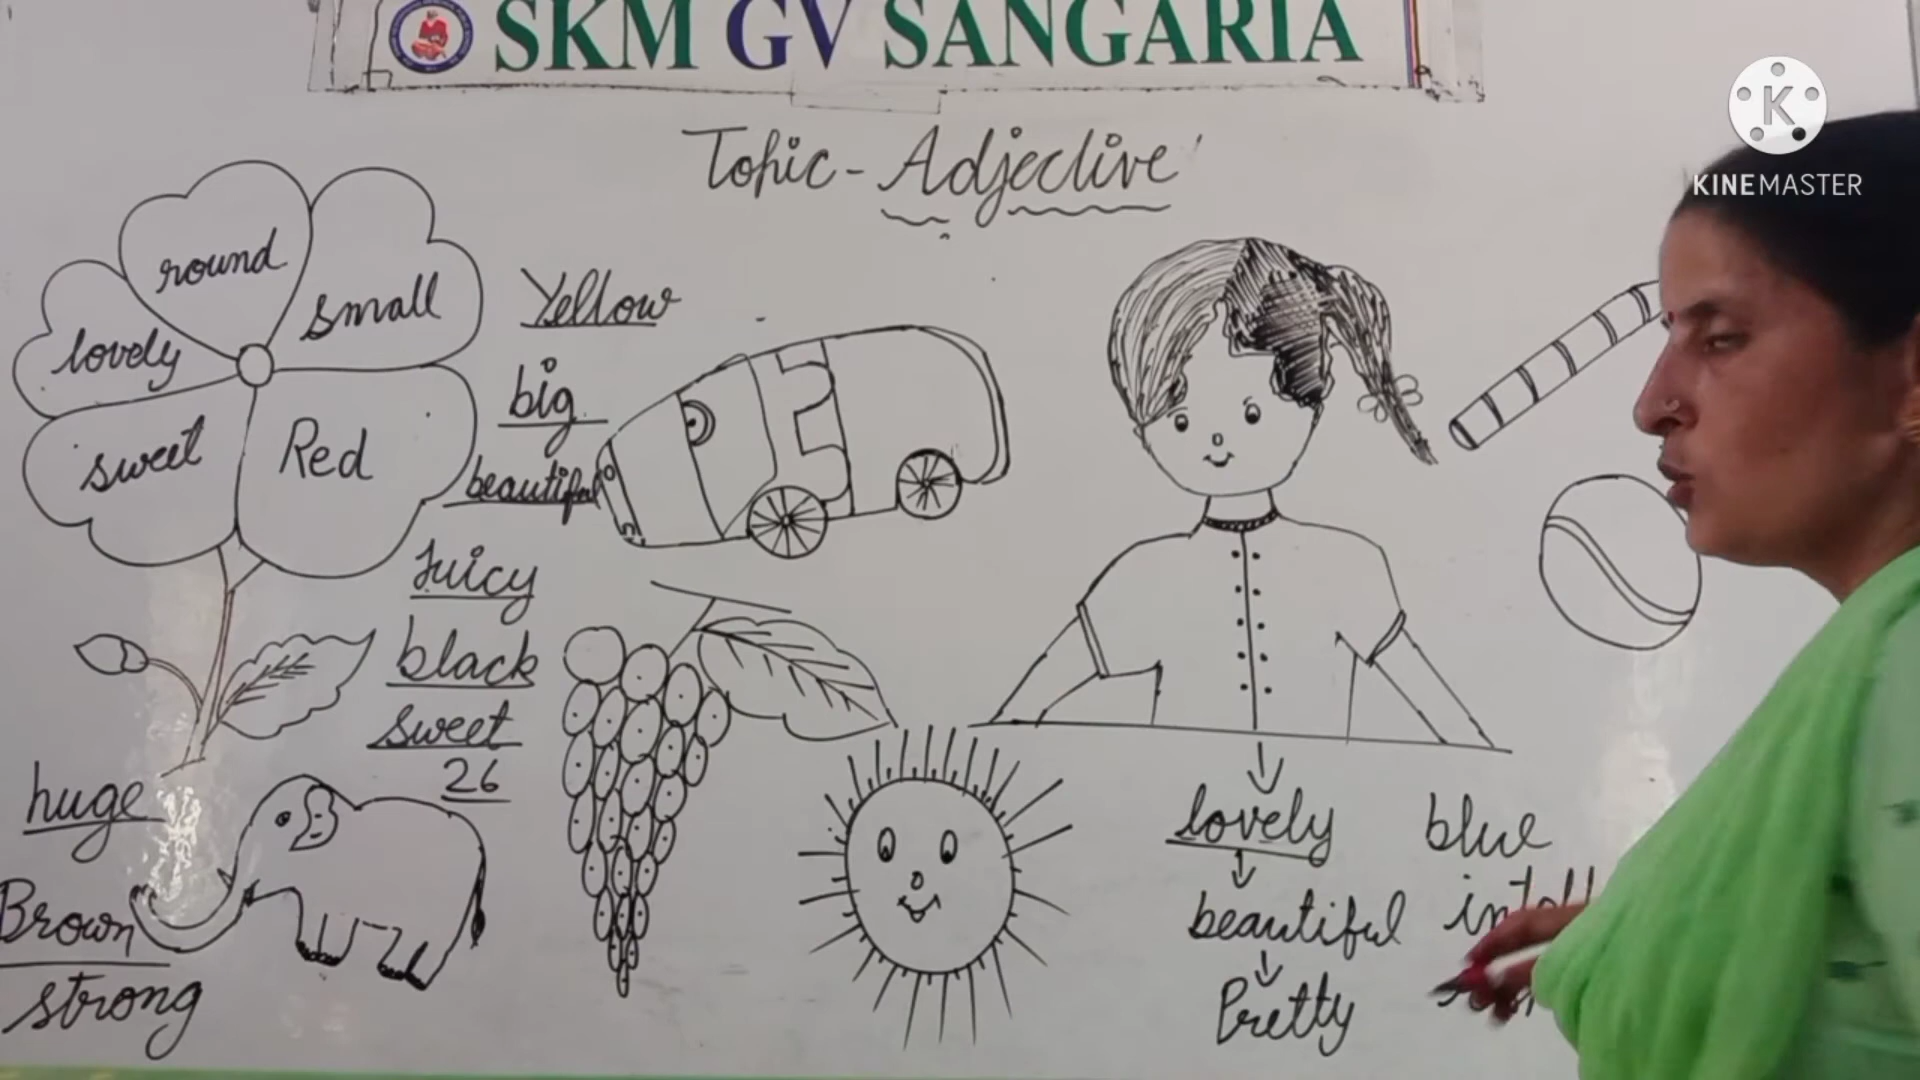 SKM GV SANGARIA
KINEMASTER
Topic - Adjective
round
small
lovely
sweet
Red
Yellow
big
beautiful
Juicy
black
sweet
26
huge
Brown
strong
lovely
beautiful
Pretty
blue